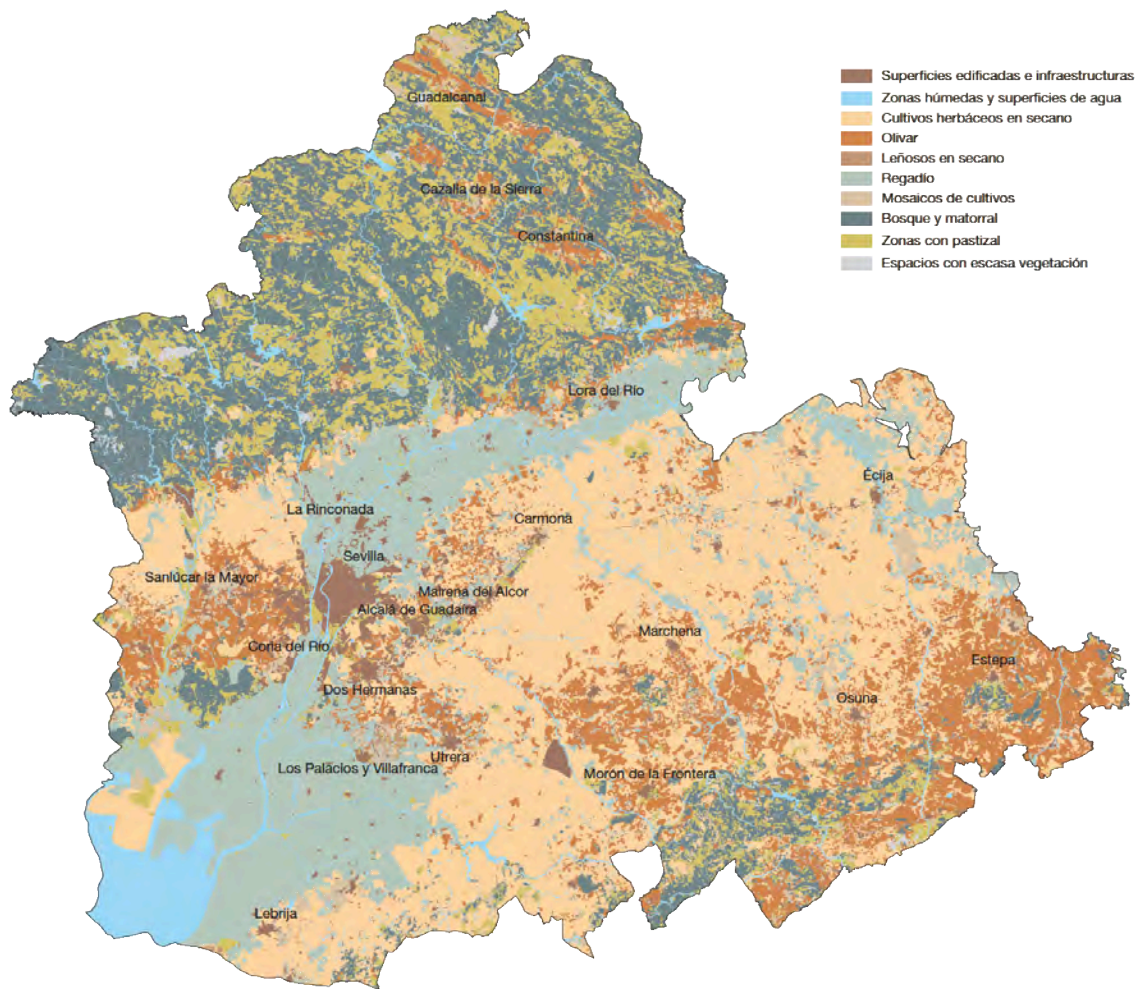 Superficies edificadas e infraestructuras
Zonas húmedas y superficies de agua
Cultivos herbáceos en secano
Olivar
Leñosos en secano
Regadío
Mosaicos de cultivos
Bosque y matorral
Zonas con pastizal
Espacios con escasa vegetación
Guadalcanal
Cazalla de la Sierra
Constantina
Lora del Río
Écija
La Rinconada
Carmona
Sevilla
Sanlúcar la Mayor
Mairena del Alcor
Alcalá de Guadaíra
Marchena
Coria del Río
Estepa
Dos Hermanas
Osuna
Utrera
Los Palacios y Villafranca
Morón de la Frontera
Lebrija